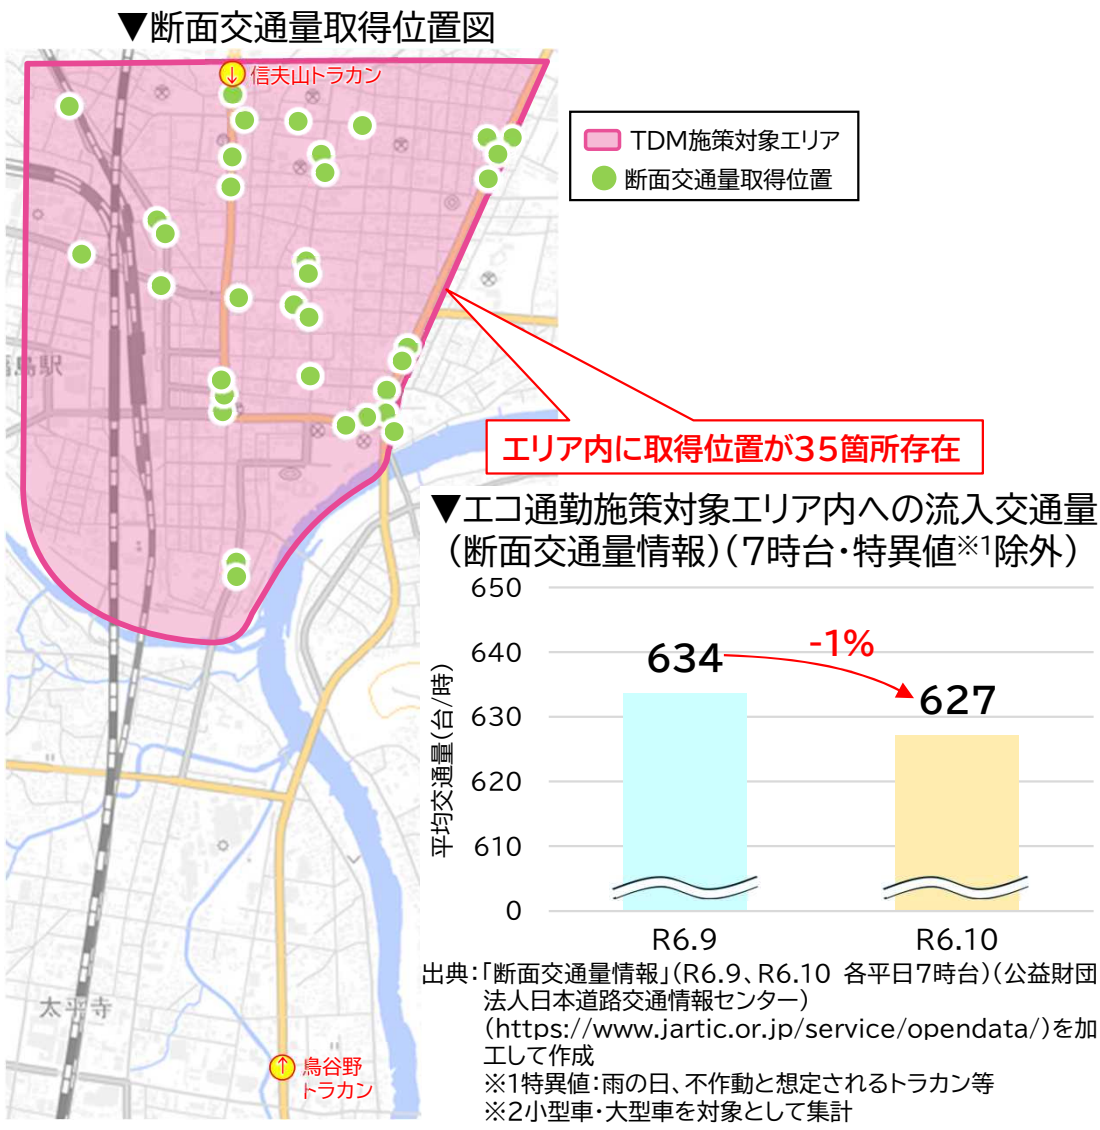 ▼断面交通量取得位置図
信夫山トラカン
TDM施策対象エリア
断面交通量取得位置
島駅
エリア内に取得位置が35箇所存在
▼エコ通勤施策対象エリア内への流入交通量
(断面交通量情報)(7時台・特異値※1除外)
平均交通量(台/時)
650
640
630
620
610
0
634
-1%
627
R6.9
R6.10
太平寺
鳥谷野
トラカン
出典:「断面交通量情報」(R6.9、R6.10 各平日7時台)(公益財団
法人日本道路交通情報センター)
(https://www.jartic.or.jp/service/opendata/)を加
工して作成
※1特異値:雨の日、不作動と想定されるトラカン等
※2小型車・大型車を対象として集計